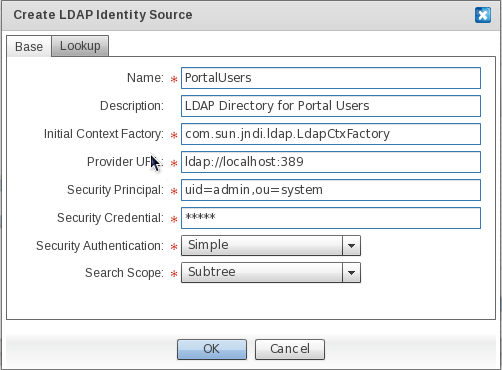 Create LDAP Identity Source
Base Lookup
Name: * PortalUsers
Description: LDAP Directory for Portal Users
Initial Context Factory: * com.sun.jndi.ldap.LdapCtxFactory
Provider * ldap://localhost:389
Security Principal: * uid=admin,ou=system
Security Credential: * *****
Security Authentication: * Simple
Search Scope: * Subtree
OK Cancel